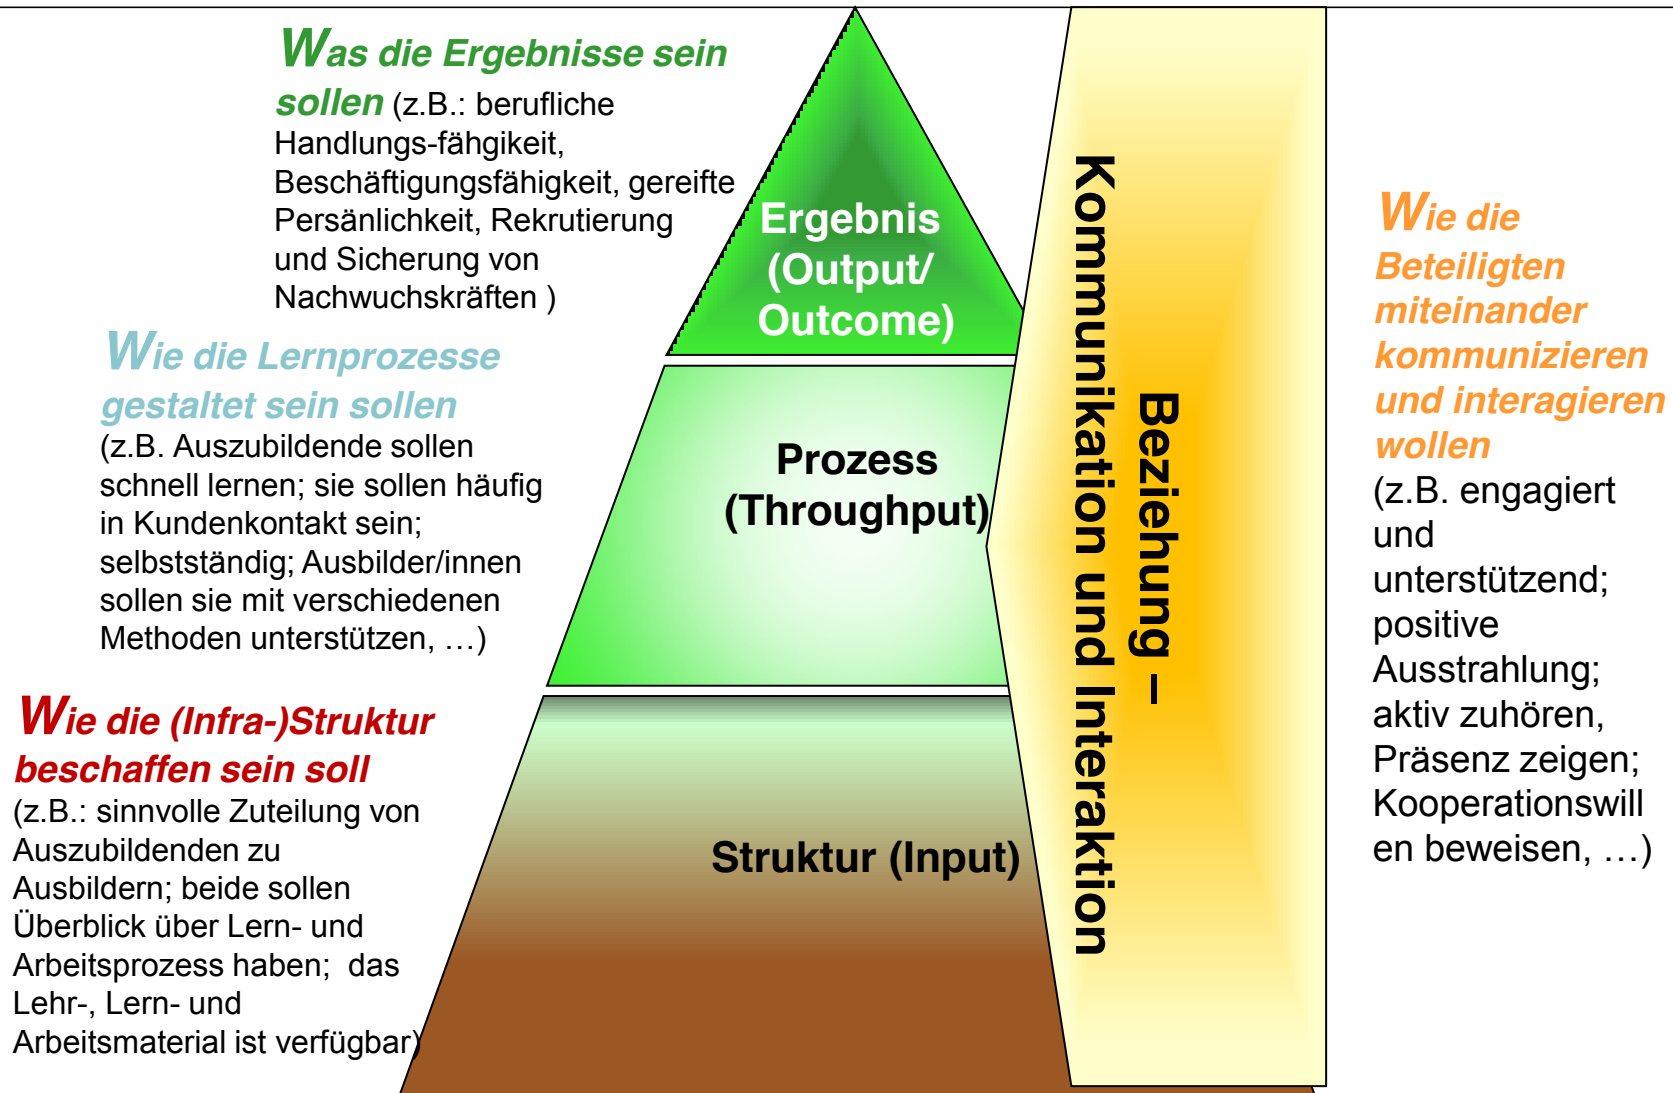 Was die Ergebnisse sein
sollen (z.B.: berufliche
Handlungs-fähgikeit,
Beschäftigungsfähigkeit, gereifte
Persänlichkeit, Rekrutierung
und Sicherung von
Nachwuchskräften )
Wie die Lernprozesse
gestaltet sein sollen
(z.B. Auszubildende sollen
schnell lernen; sie sollen häufig
in Kundenkontakt sein;
selbstständig; Ausbilder/innen
sollen sie mit verschiedenen
Methoden unterstützen, …)
Wie die (Infra-)Struktur
beschaffen sein soll
(z.B.: sinnvolle Zuteilung von
Auszubildenden zu
Ausbildern; beide sollen
Überblick über Lern- und
Arbeitsprozess haben;  das
Lehr-, Lern- und
Arbeitsmaterial ist verfügbar)
Ergebnis
(Output/
Outcome)
Prozess
(Throughput)
Struktur (Input)
Beziehung –
Kommunikation und Interaktion
Wie die
Beteiligten
miteinander
kommunizieren
und interagieren
wollen
(z.B. engagiert
und
unterstützend;
positive
Ausstrahlung;
aktiv zuhören,
Präsenz zeigen;
Kooperationswill
en beweisen, …)